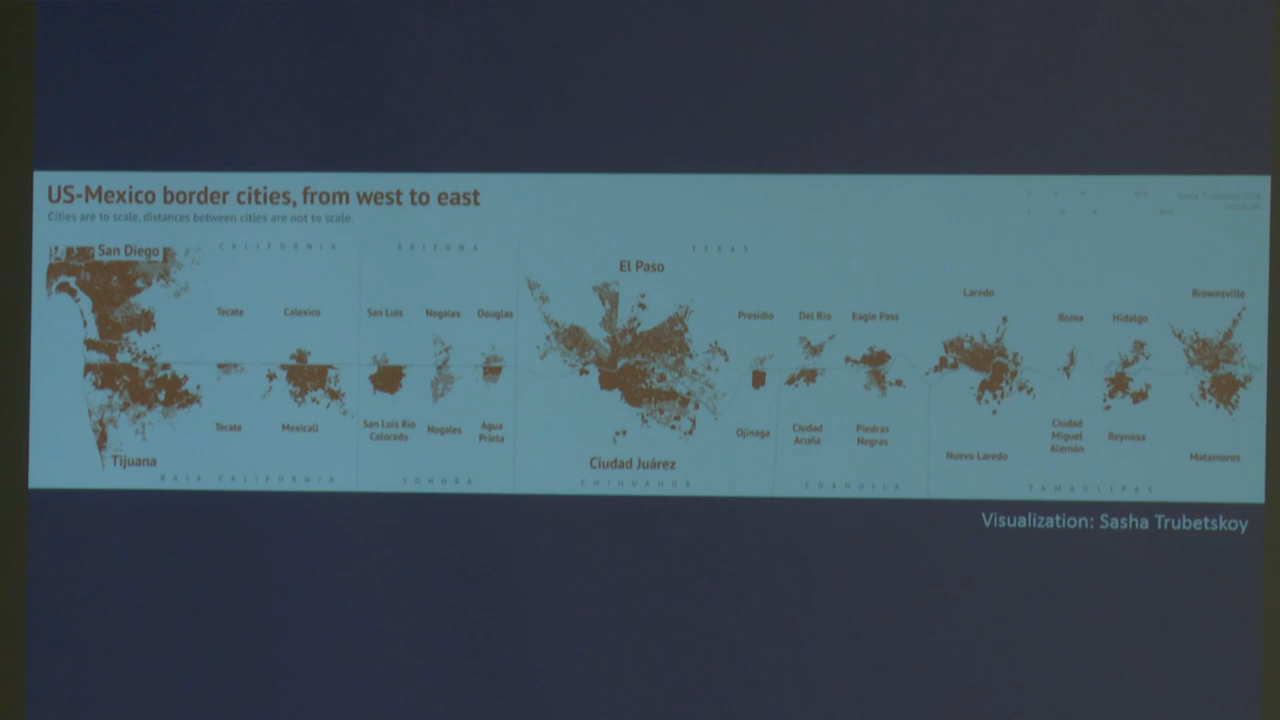 US-Mexico border cities, from west to east
Cities are to scale, distances between cities are not to scale.
Sasha Trubetskoy
CALIFORNIA
ARIZONA
TEXAS
San Diego
El Paso
Laredo
Brownsville
Tecate
Calexico
San Luis
Nogales
Douglas
Presidio
Del Rio
Eagle Pass
Roma
Hidalgo
Tecate
Mexicali
San Luis Rio
Colorado
Nogales
Agua
Prieta
Ojinaga
Ciudad
Acuña
Piedras
Negras
Ciudad
Miguel
Alemán
Reynosa
Nuevo Laredo
Matamoros
Tijuana
Ciudad Juárez
BAJA CALIFORNIA
SONORA
CHIHUAHUA
COAHUILA
TAMAULIPAS
Visualization: Sasha Trubetskoy